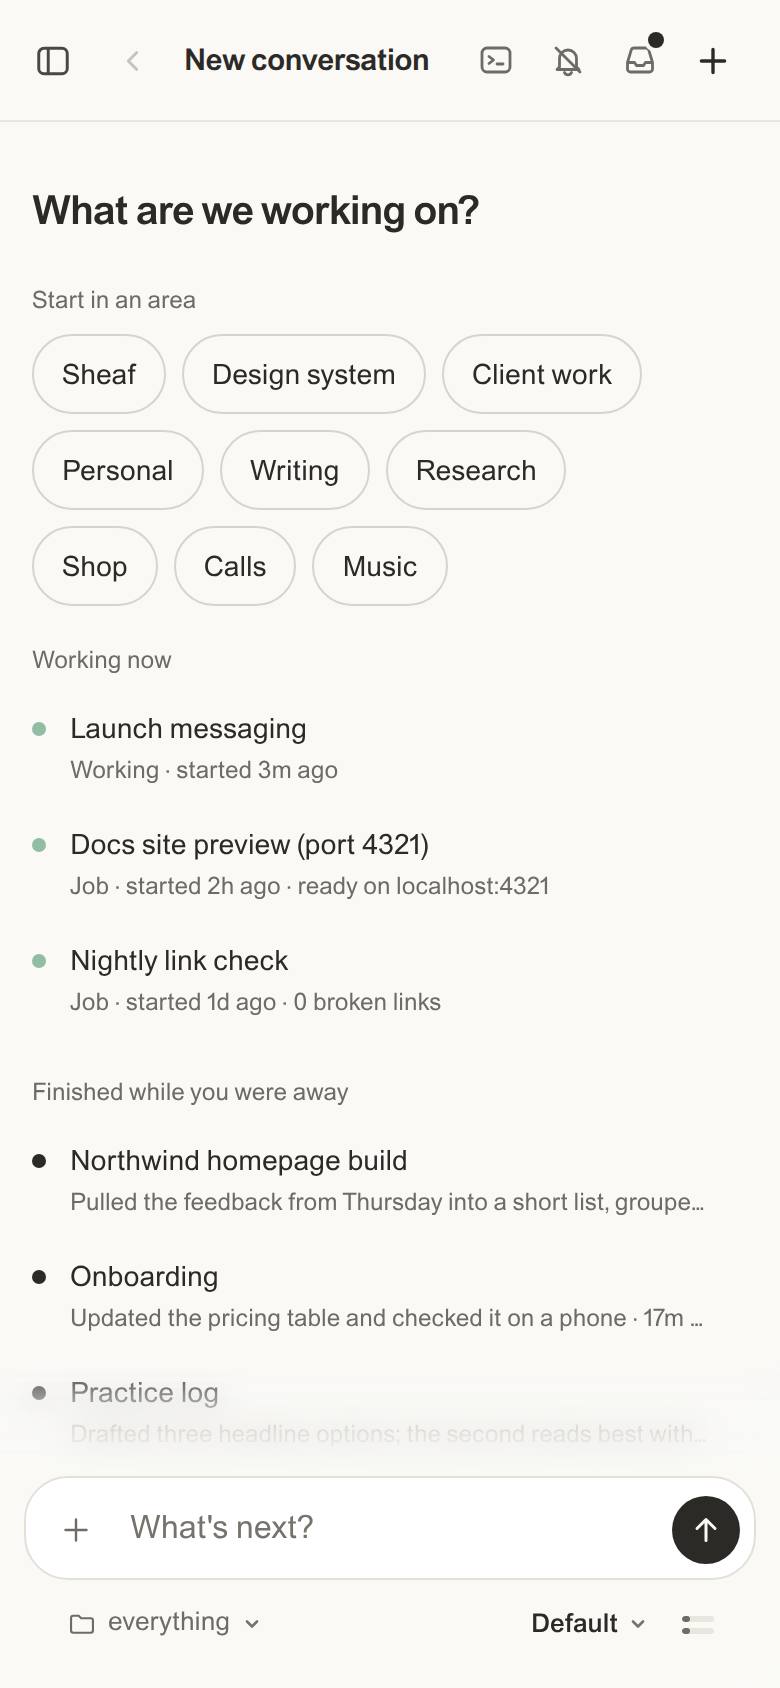 New conversation
What are we working on?
Start in an area
Sheaf
Design system
Client work
Personal
Writing
Research
Shop
Calls
Music
Working now
Launch messaging
Working · started 3m ago
Docs site preview (port 4321)
Job · started 2h ago · ready on localhost:4321
Nightly link check
Job · started 1d ago · 0 broken links
Finished while you were away
Northwind homepage build
Pulled the feedback from Thursday into a short list, groupe...
Onboarding
Updated the pricing table and checked it on a phone · 17m ...
Practice log
Drafted three headline options; the second reads best with...
What's next?
everything
Default